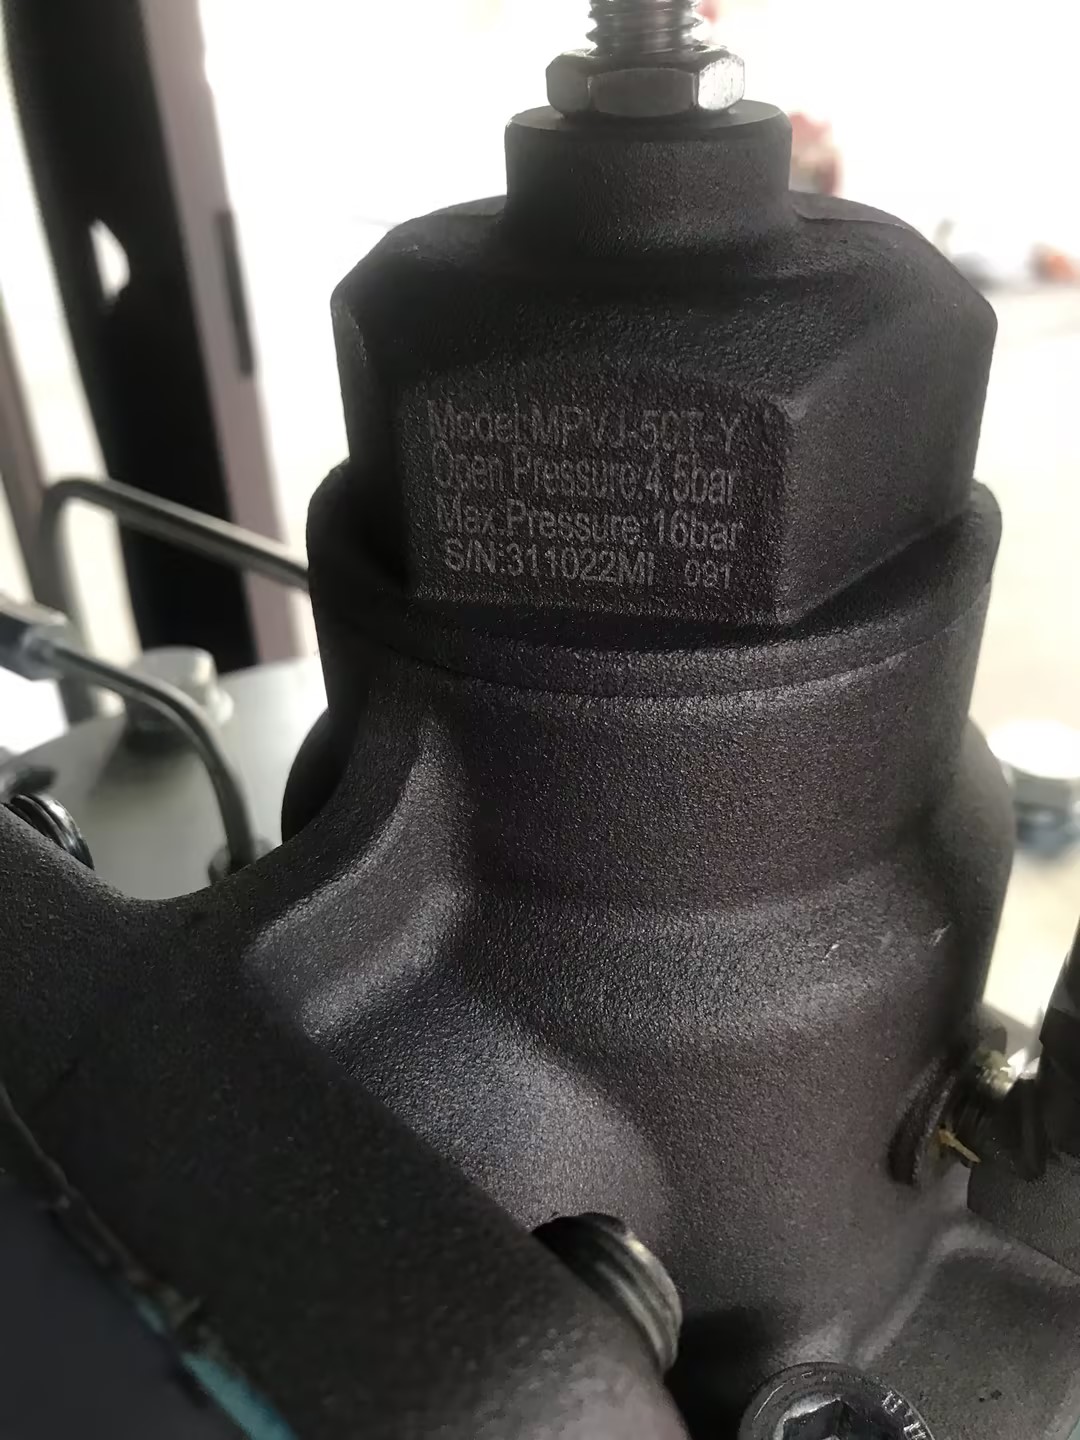 Model:MPVJ-50T-Y
Open Pressure:4.5bar
Max.Pressure:16bar
S/N:311022MI 091